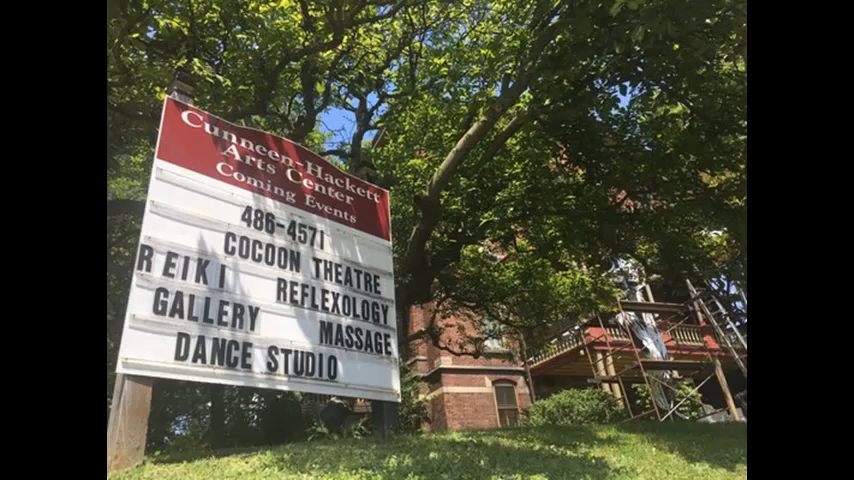 Cunneen-Hackett
Arts Center
Coming Events
486-4571
COCOON THEATRE
REIKI REFLEXOLOGY
GALLERY MASSAGE
DANCE STUDIO